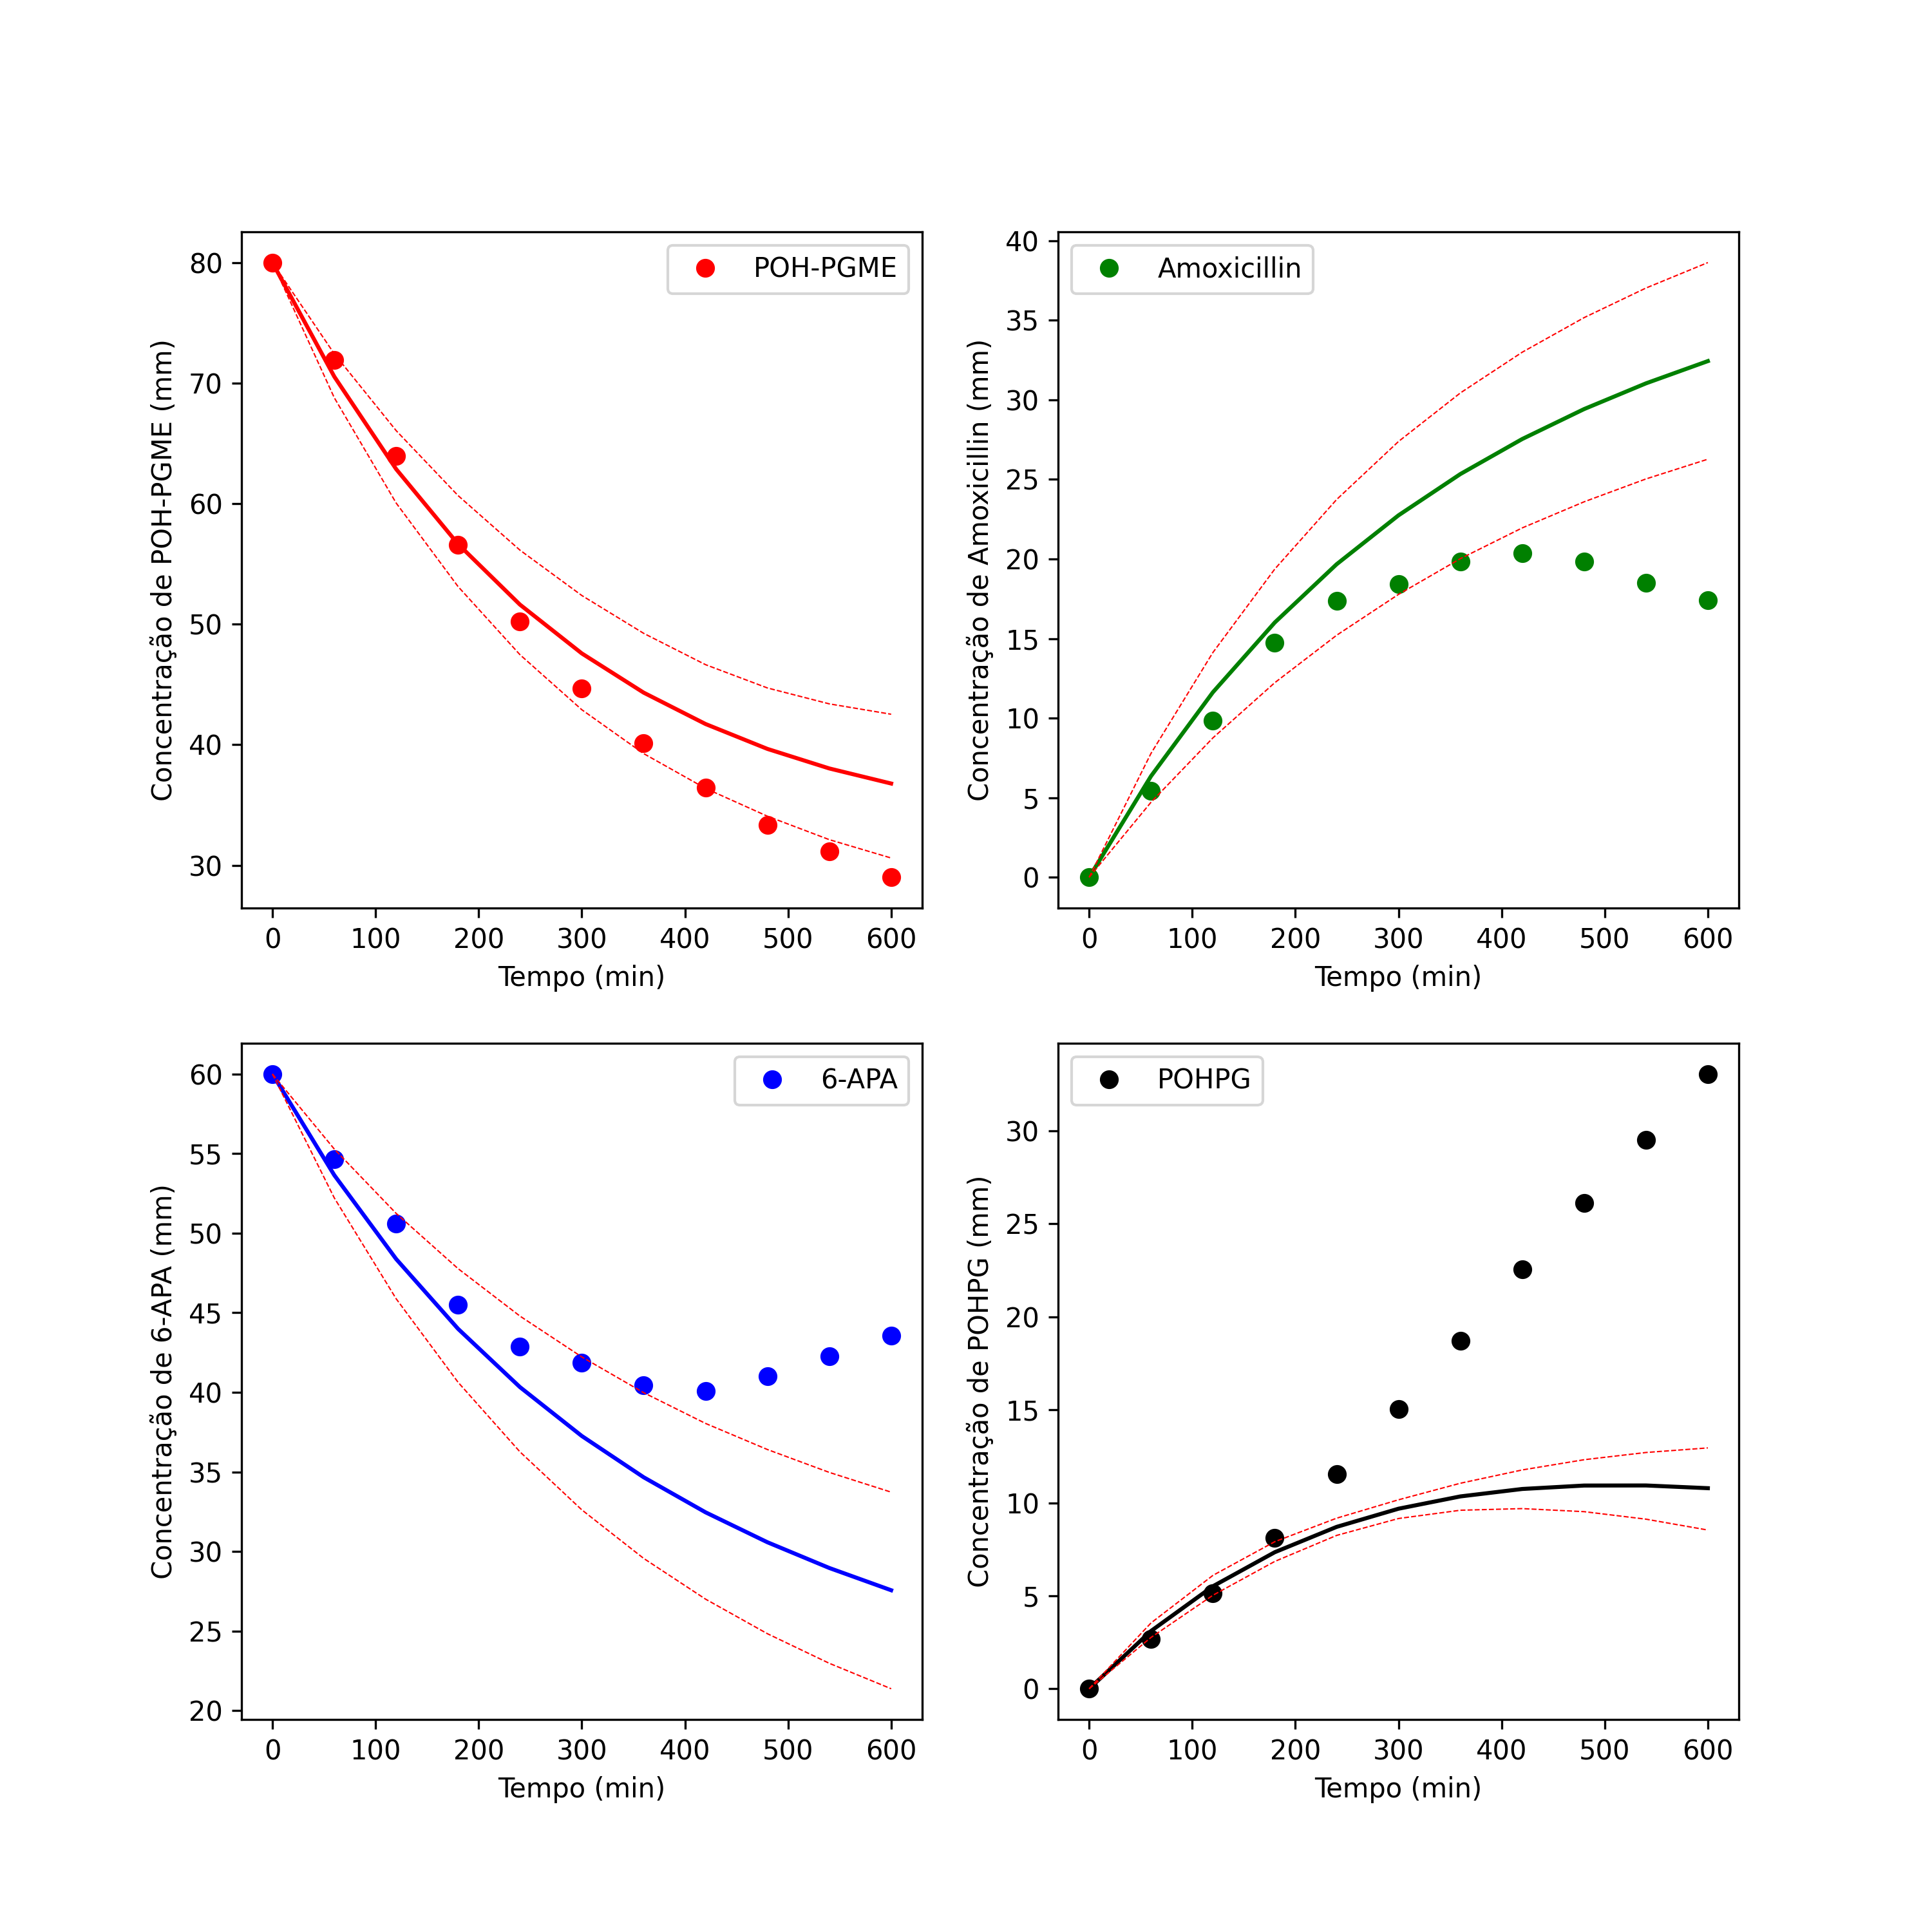 POH-PGME
80
70
60
50
40
30
Concentração de POH-PGME (mm)
0 100 200 300 400 500 600
Tempo (min)
Amoxicillin
40
35
30
25
20
15
10
5
0
Concentração de Amoxicillin (mm)
0 100 200 300 400 500 600
Tempo (min)
6-APA
60
55
50
45
40
35
30
25
20
Concentração de 6-APA (mm)
0 100 200 300 400 500 600
Tempo (min)
POHPG
30
25
20
15
10
5
0
Concentração de POHPG (mm)
0 100 200 300 400 500 600
Tempo (min)